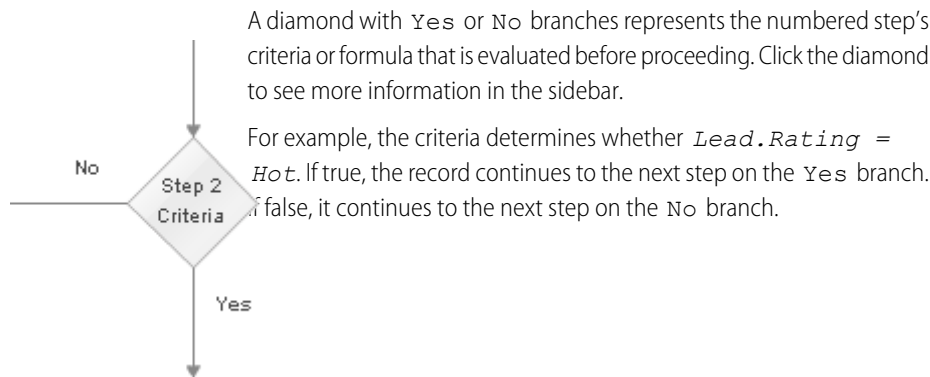 A diamond with Yes or No branches represents the numbered step's
criteria or formula that is evaluated before proceeding. Click the diamond
to see more information in the sidebar.
For example, the criteria determines whether Lead.Rating =
Hot. If true, the record continues to the next step on the Yes branch.
If false, it continues to the next step on the No branch.
No
Step 2
Criteria
Yes